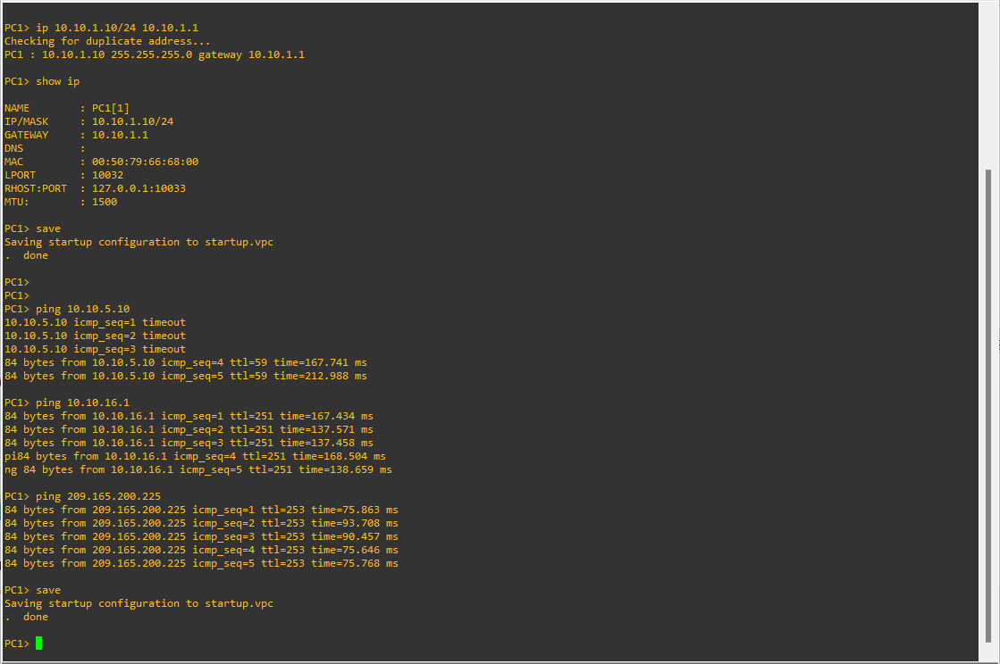 PC1> ip 10.10.1.10/24 10.10.1.1
Checking for duplicate address...
PC1 : 10.10.1.10 255.255.255.0 gateway 10.10.1.1
PC1> show ip
NAME        : PC1[1]
IP/MASK     : 10.10.1.10/24
GATEWAY     : 10.10.1.1
DNS         :
MAC         : 00:50:79:66:68:00
LPORT       : 10032
RHOST:PORT  : 127.0.0.1:10033
MTU:        : 1500
PC1> save
Saving startup configuration to startup.vpc
.  done
PC1>
PC1>
PC1> ping 10.10.5.10
10.10.5.10 icmp_seq=1 timeout
10.10.5.10 icmp_seq=2 timeout
10.10.5.10 icmp_seq=3 timeout
84 bytes from 10.10.5.10 icmp_seq=4 ttl=59 time=167.741 ms
84 bytes from 10.10.5.10 icmp_seq=5 ttl=59 time=212.988 ms
PC1> ping 10.10.16.1
84 bytes from 10.10.16.1 icmp_seq=1 ttl=251 time=167.434 ms
84 bytes from 10.10.16.1 icmp_seq=2 ttl=251 time=137.571 ms
84 bytes from 10.10.16.1 icmp_seq=3 ttl=251 time=137.458 ms
pi84 bytes from 10.10.16.1 icmp_seq=4 ttl=251 time=168.504 ms
ng 84 bytes from 10.10.16.1 icmp_seq=5 ttl=251 time=138.659 ms
PC1> ping 209.165.200.225
84 bytes from 209.165.200.225 icmp_seq=1 ttl=253 time=75.863 ms
84 bytes from 209.165.200.225 icmp_seq=2 ttl=253 time=93.708 ms
84 bytes from 209.165.200.225 icmp_seq=3 ttl=253 time=90.457 ms
84 bytes from 209.165.200.225 icmp_seq=4 ttl=253 time=75.646 ms
84 bytes from 209.165.200.225 icmp_seq=5 ttl=253 time=75.768 ms
PC1> save
Saving startup configuration to startup.vpc
.  done
PC1>